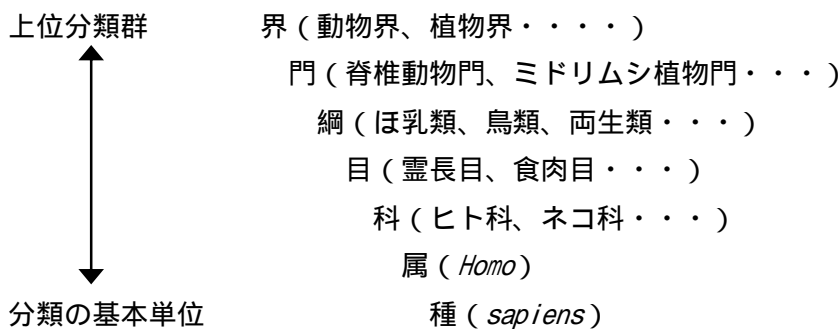 上位分類群 界(動物界、植物界・・・・)
門(脊椎動物門、ミドリムシ植物門・・・)
綱(ほ乳類、鳥類、両生類・・・)
目(霊長目、食肉目・・・)
科(ヒト科、ネコ科・・・)
属(Homo)
分類の基本単位 種(sapiens)